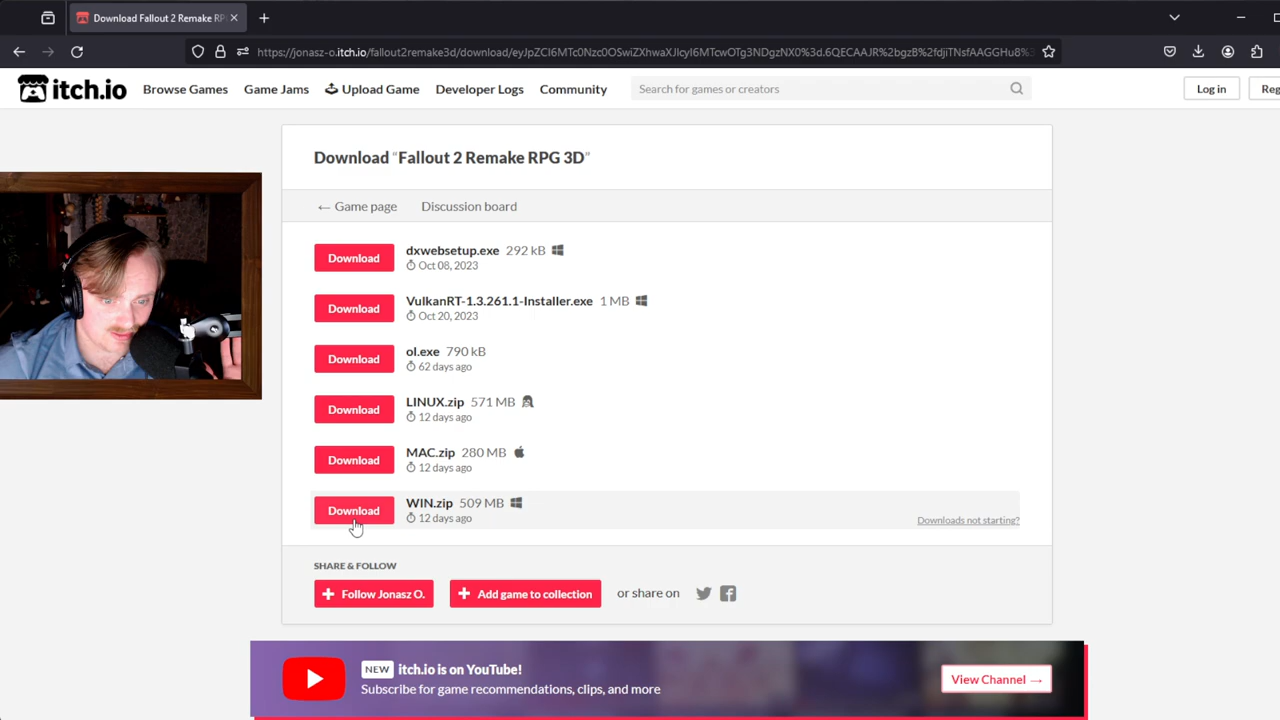 Download Fallout 2 Remake RP
https://jonasz-o.itch.io/fallout2remake3d/download/
itch.io
Browse Games
Game Jams
Upload Game
Developer Logs
Community
Search for games or creators
Log in
Reg
Download "Fallout 2 Remake RPG 3D"
← Game page
Discussion board
Download
dxwebsetup.exe 292 kB
Oct 08, 2023
Download
VulkanRT-1.3.261.1-Installer.exe 1 MB
Oct 20, 2023
Download
ol.exe 790 kB
62 days ago
Download
LINUX.zip 571 MB
12 days ago
Download
MAC.zip 280 MB
12 days ago
Download
WIN.zip 509 MB
12 days ago
Downloads not starting?
SHARE & FOLLOW
Follow Jonasz O.
Add game to collection
or share on
NEW itch.io is on YouTube!
Subscribe for game recommendations, clips, and more
View Channel →